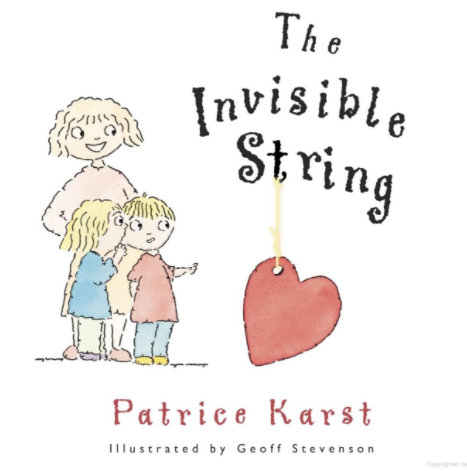 The
Invisible
String
Patrice Karst
Illustrated by Geoff Stevenson